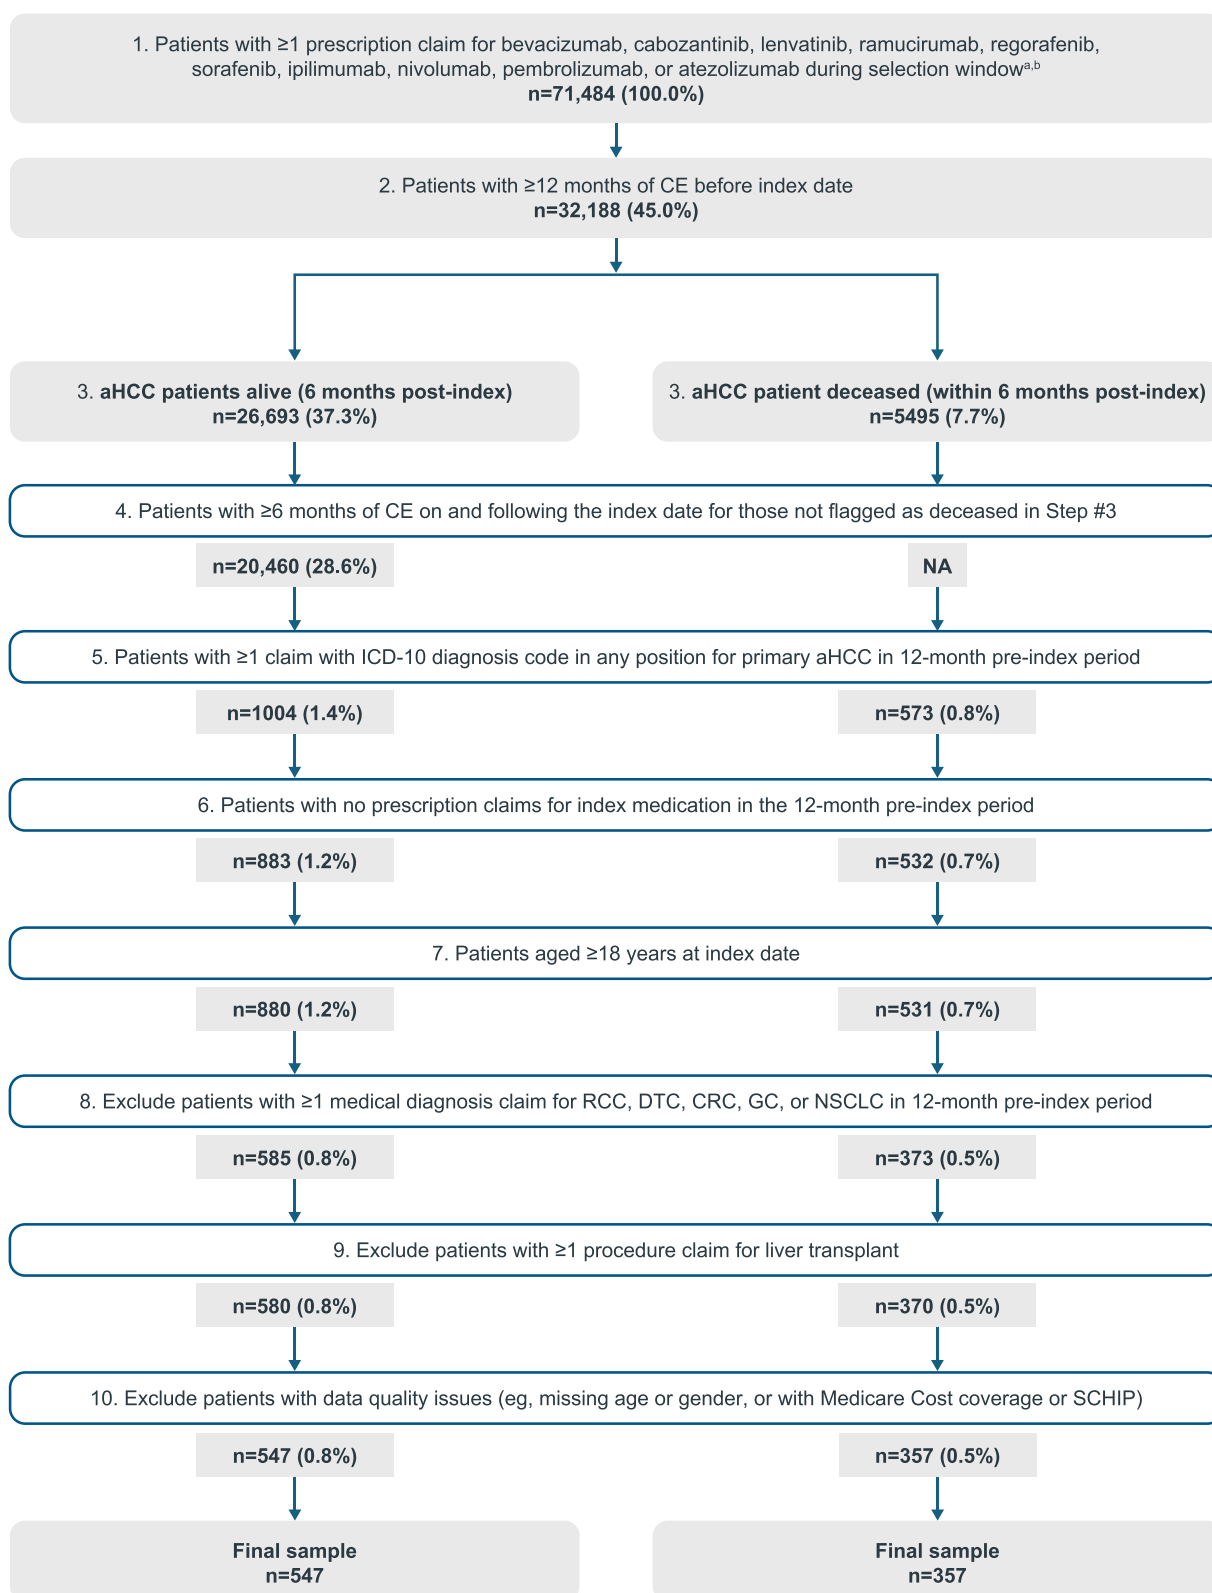 1. Patients with ≥1 prescription claim for bevacizumab, cabozantinib, lenvatinib, ramucirumab, regorafenib,
sorafenib, ipilimumab, nivolumab, pembrolizumab, or atezolizumab during selection windowᵃ,ᵇ
n=71,484 (100.0%)
2. Patients with ≥12 months of CE before index date
n=32,188 (45.0%)
3. aHCC patients alive (6 months post-index)
n=26,693 (37.3%)
3. aHCC patient deceased (within 6 months post-index)
n=5495 (7.7%)
4. Patients with ≥6 months of CE on and following the index date for those not flagged as deceased in Step #3
n=20,460 (28.6%)
NA
5. Patients with ≥1 claim with ICD-10 diagnosis code in any position for primary aHCC in 12-month pre-index period
n=1004 (1.4%)
n=573 (0.8%)
6. Patients with no prescription claims for index medication in the 12-month pre-index period
n=883 (1.2%)
n=532 (0.7%)
7. Patients aged ≥18 years at index date
n=880 (1.2%)
n=531 (0.7%)
8. Exclude patients with ≥1 medical diagnosis claim for RCC, DTC, CRC, GC, or NSCLC in 12-month pre-index period
n=585 (0.8%)
n=373 (0.5%)
9. Exclude patients with ≥1 procedure claim for liver transplant
n=580 (0.8%)
n=370 (0.5%)
10. Exclude patients with data quality issues (eg, missing age or gender, or with Medicare Cost coverage or SCHIP)
n=547 (0.8%)
n=357 (0.5%)
Final sample
n=547
Final sample
n=357